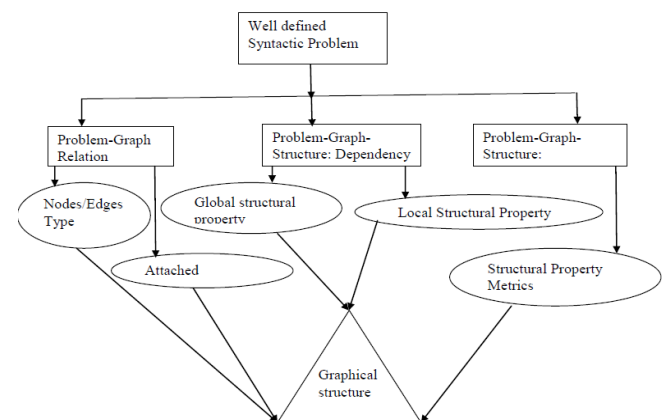 Well defined
Syntactic Problem
Problem-Graph
Relation
Problem-Graph-
Structure: Dependency
Problem-Graph-
Structure:
Nodes/Edges
Type
Global structural
property
Local Structural Property
Attached
Structural Property
Metrics
Graphical
structure